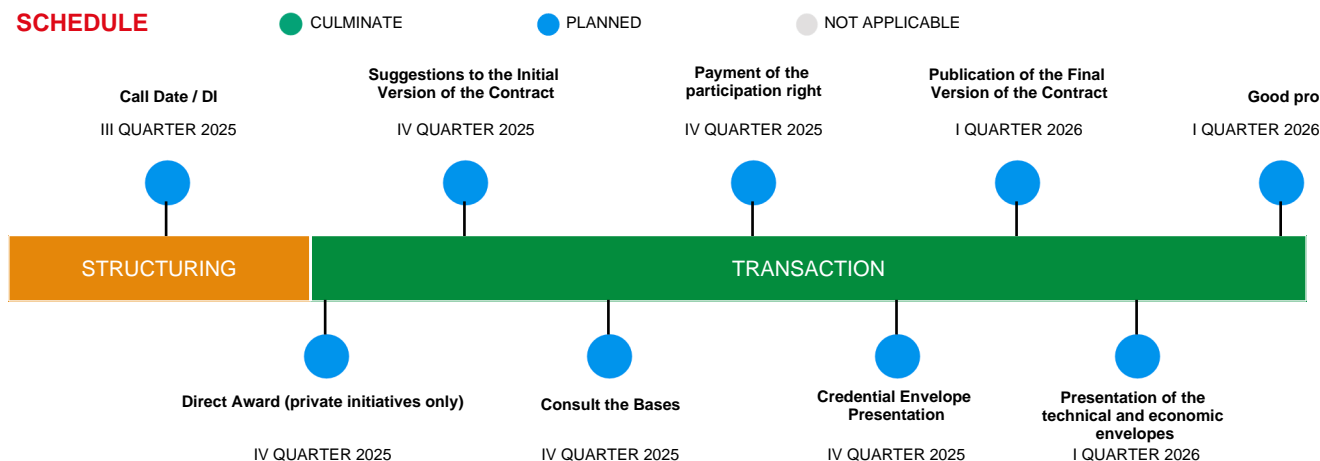 SCHEDULE
CULMINATE
PLANNED
NOT APPLICABLE
Call Date / DI
III QUARTER 2025
Suggestions to the Initial
Version of the Contract
IV QUARTER 2025
Payment of the
participation right
IV QUARTER 2025
Publication of the Final
Version of the Contract
I QUARTER 2026
Good pro
I QUARTER 2026
STRUCTURING
TRANSACTION
Direct Award (private initiatives only)
IV QUARTER 2025
Consult the Bases
IV QUARTER 2025
Credential Envelope
Presentation
IV QUARTER 2025
Presentation of the
technical and economic
envelopes
I QUARTER 2026